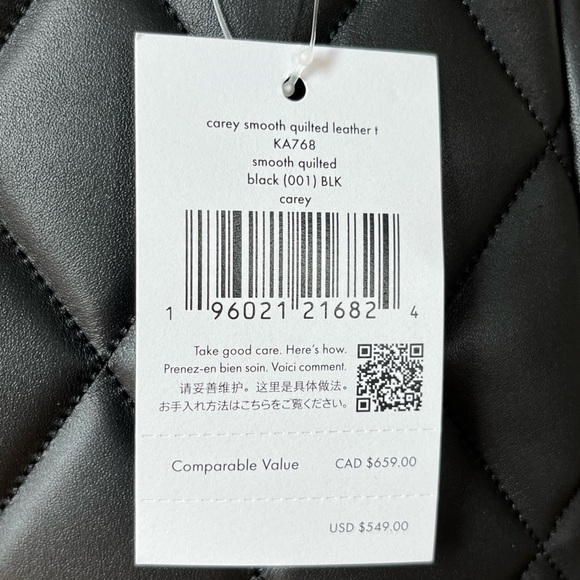 carey smooth quilted leather t
KA768
smooth quilted
black (001) BLK
carey
1 96021 21682 4
Take good care. Here's how.
Prenez-en bien soin. Voici comment.
请妥善维护。这里是具体做法。
お手入れ方法はこちらをご覧ください。
Comparable Value CAD $659.00
USD $549.00